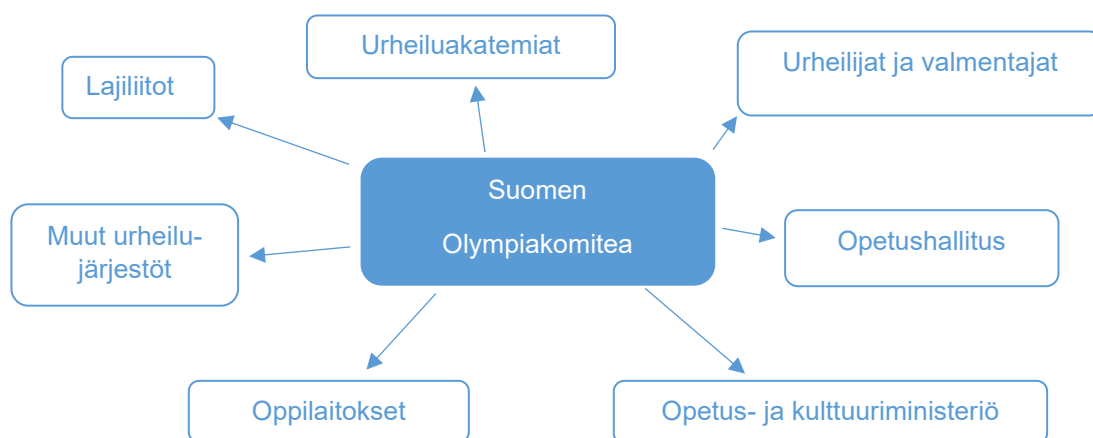 Urheiluakatemiat
Urheilijat ja valmentajat
Lajiliitot
Suomen
Olympiakomitea
Muut urheilu-
järjestöt
Opetushallitus
Oppilaitokset
Opetus- ja kulttuuriministeriö